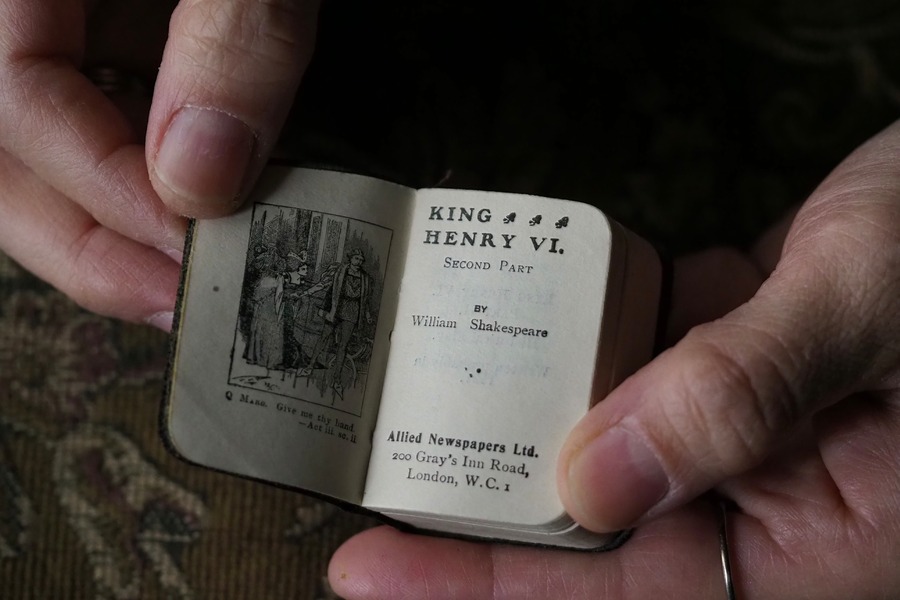 Q MARG. Give me thy hand.
—Act iii sc. ii
KING
HENRY VI.
SECOND PART
BY
William Shakespeare
Allied Newspapers Ltd.
200 Gray's Inn Road,
London, W.C. 1